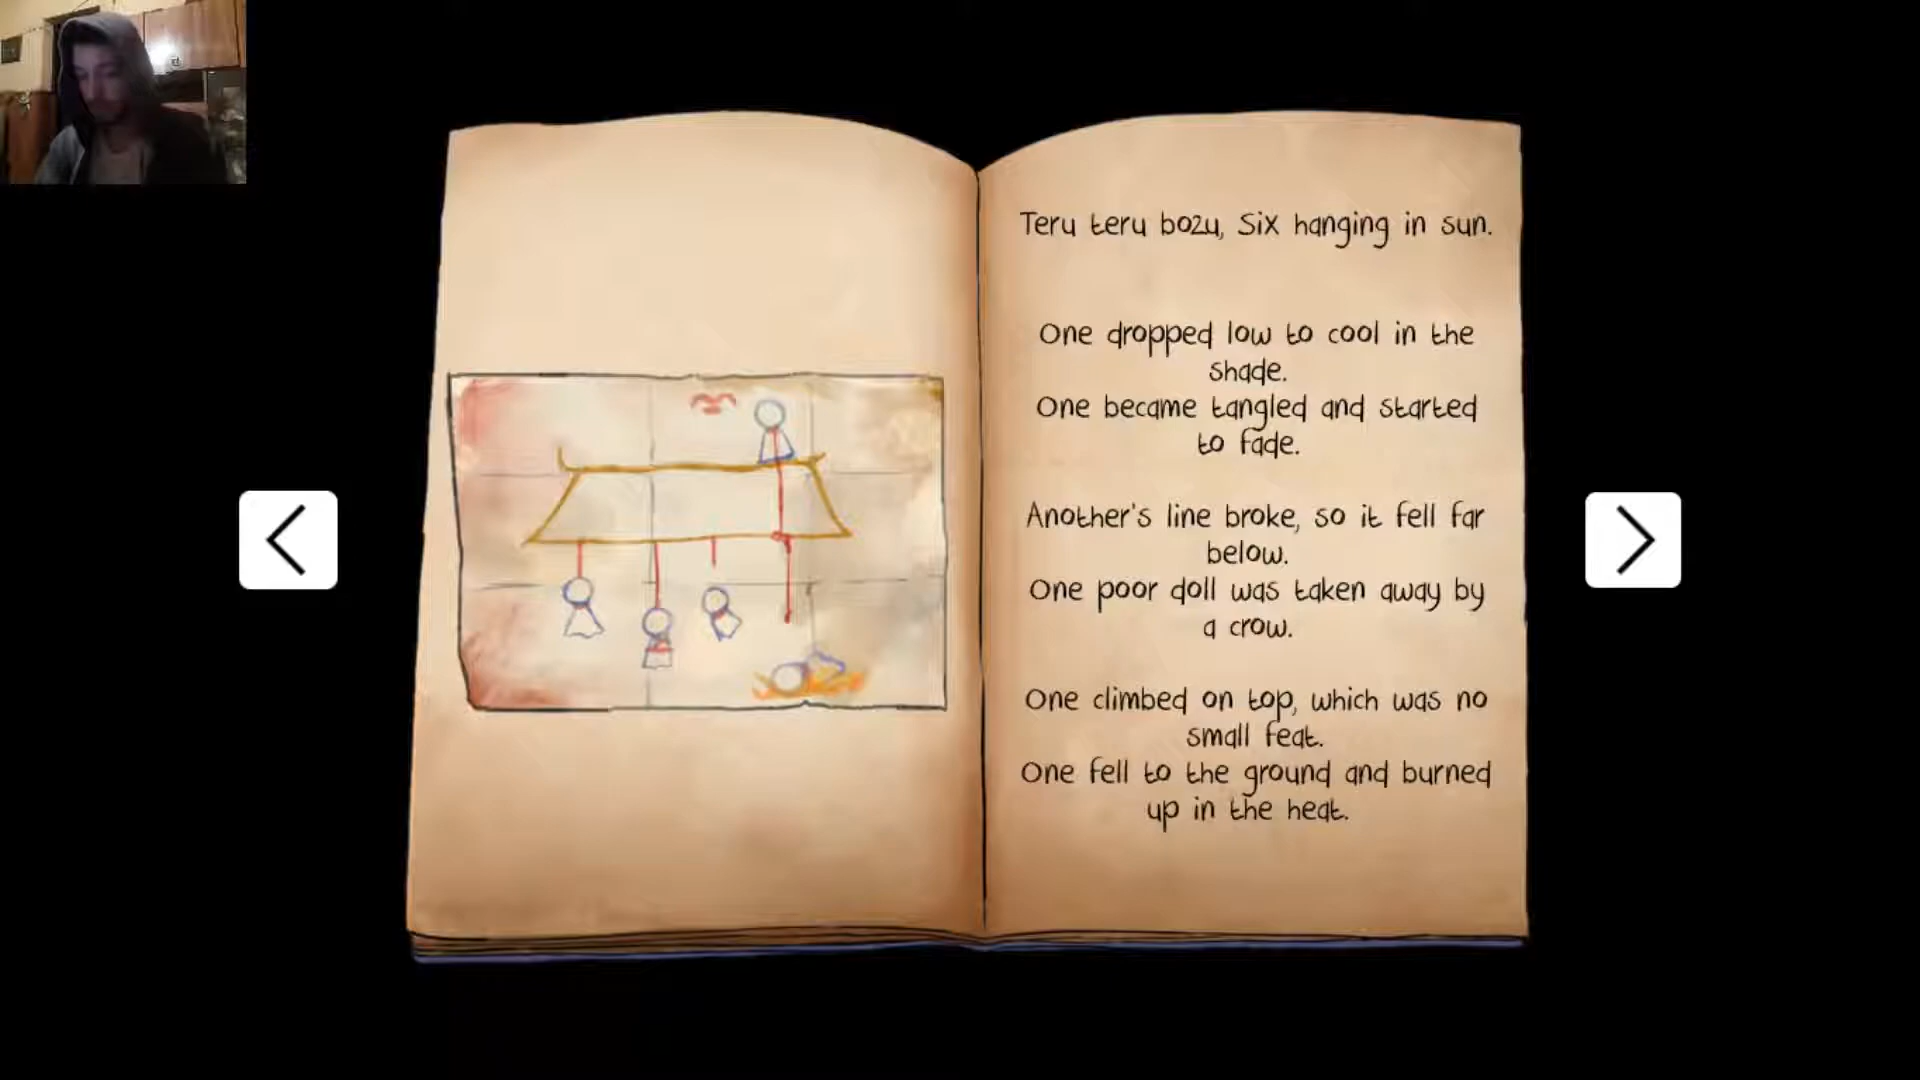 Teru teru bozu, Six hanging in sun.
One dropped low to cool in the
shade.
One became tangled and started
to fade.
Another's line broke, so it fell far
below.
One poor doll was taken away by
a crow.
One climbed on top, which was no
small feat.
One fell to the ground and burned
up in the heat.